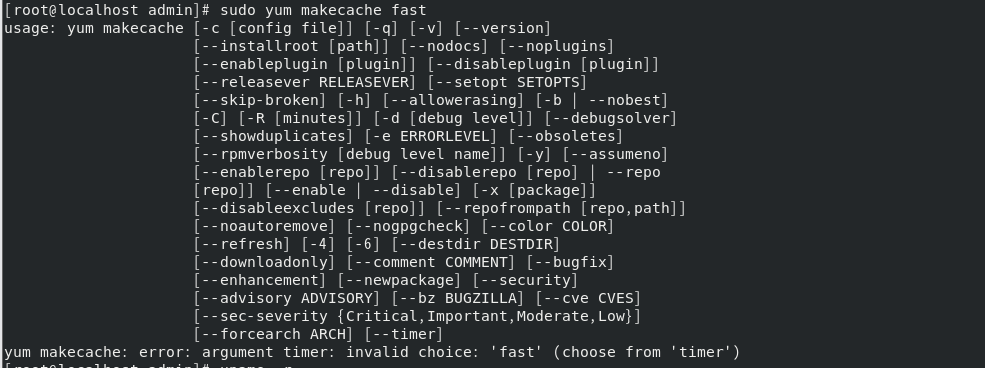 [root@localhost admin]# sudo yum makecache fast
usage: yum makecache [-c [config file]] [-q] [-v] [--version]
[--installroot [path]] [--nodocs] [--noplugins]
[--enableplugin [plugin]] [--disableplugin [plugin]]
[--releasever RELEASEVER] [--setopt SETOPTS]
[--skip-broken] [-h] [--allowerasing] [-b | --nobest]
[-C] [-R [minutes]] [-d [debug level]] [--debugsolver]
[--showduplicates] [-e ERRORLEVEL] [--obsoletes]
[--rpmverbosity [debug level name]] [-y] [--assumeno]
[--enablerepo [repo]] [--disablerepo [repo] | --repo
[repo]] [--enable | --disable] [-x [package]]
[--disableexcludes [repo]] [--repofrompath [repo,path]]
[--noautoremove] [--nogpgcheck] [--color COLOR]
[--refresh] [-4] [-6] [--destdir DESTDIR]
[--downloadonly] [--comment COMMENT] [--bugfix]
[--enhancement] [--newpackage] [--security]
[--advisory ADVISORY] [--bz BUGZILLA] [--cve CVES]
[--sec-severity {Critical,Important,Moderate,Low}]
[--forcearch ARCH] [--timer]
yum makecache: error: argument timer: invalid choice: 'fast' (choose from 'timer')
[root@localhost admin]#